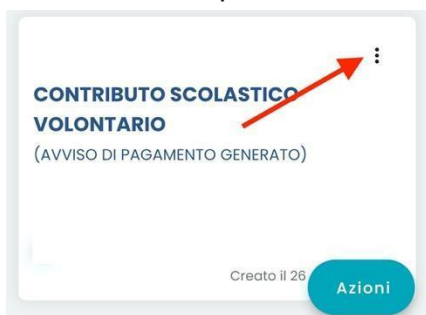 CONTRIBUTO SCOLASTICO
VOLONTARIO
(AVVISO DI PAGAMENTO GENERATO)
Creato il 26
Azioni